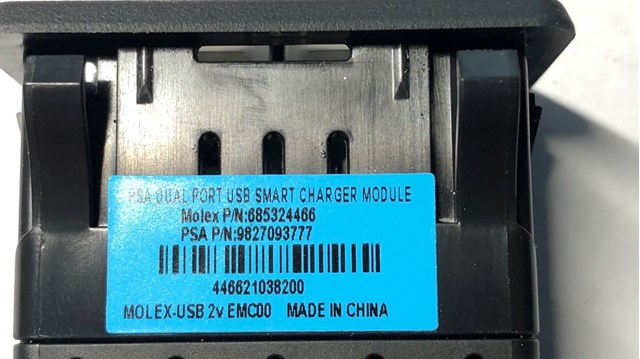 PSA DUAL PORT USB SMART CHARGER MODULE
Molex P/N:685324466
PSA P/N:9827093777
446621038200
MOLEX-USB 2v EMC00 MADE IN CHINA